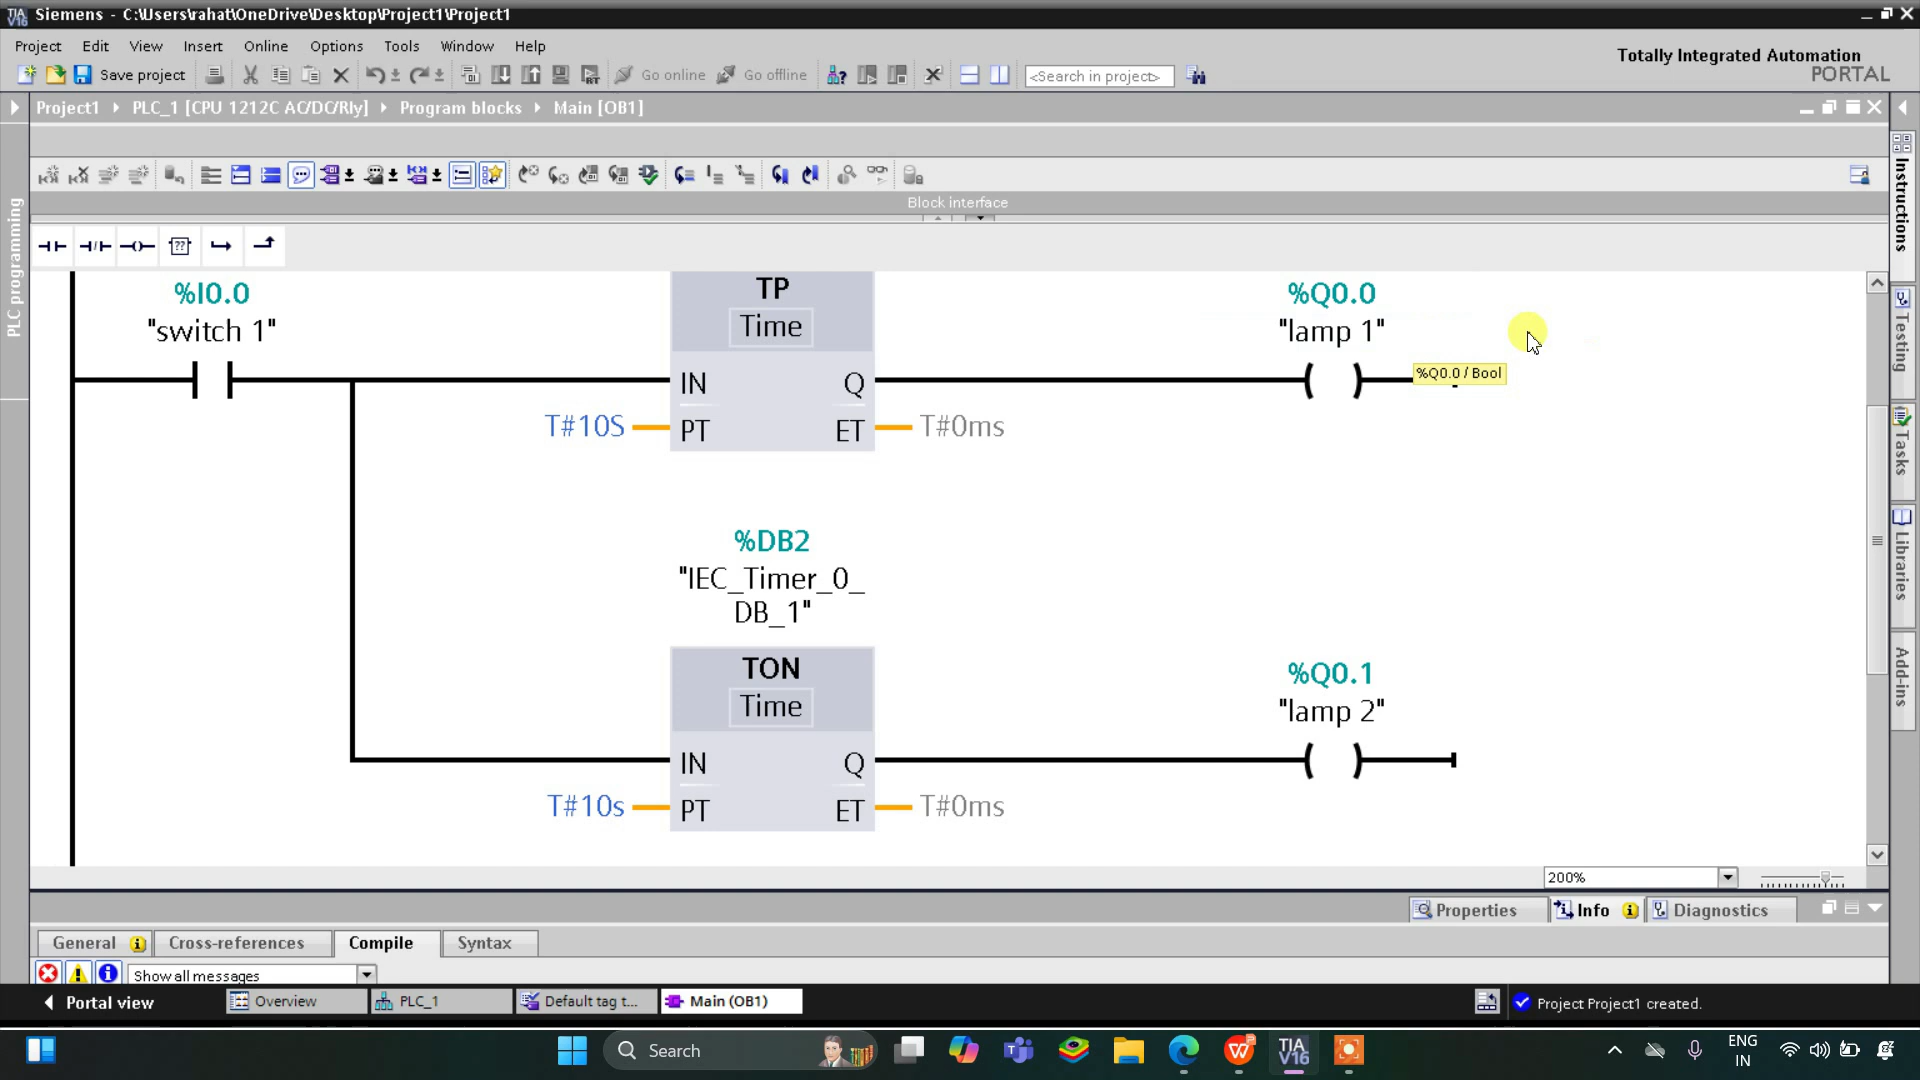 TIA
V16
Siemens - C:\Users\rahat\OneDrive\Desktop\Project1\Project1
Project Edit View Insert Online Options Tools Window Help
Totally Integrated Automation
PORTAL
Save project
Go online
Go offline
<Search in project>
Project1 PLC_1 [CPU 1212C AC/DC/Rly] Program blocks Main [OB1]
Block interface
??
PLC programming
Instructions
Testing
Tasks
Libraries
Add-ins
%I0.0
"switch 1"
TP
Time
IN Q
T#10S PT ET T#0ms
%Q0.0
"lamp 1"
%Q0.0 / Bool
%DB2
"IEC_Timer_0_
DB_1"
TON
Time
IN Q
T#10s PT ET T#0ms
%Q0.1
"lamp 2"
200%
Properties Info Diagnostics
General Cross-references Compile Syntax
Show all messages
Portal view Overview PLC_1 Default tag t... Main (OB1)
Project Project1 created.
Search
TIA
V16
ENG
IN